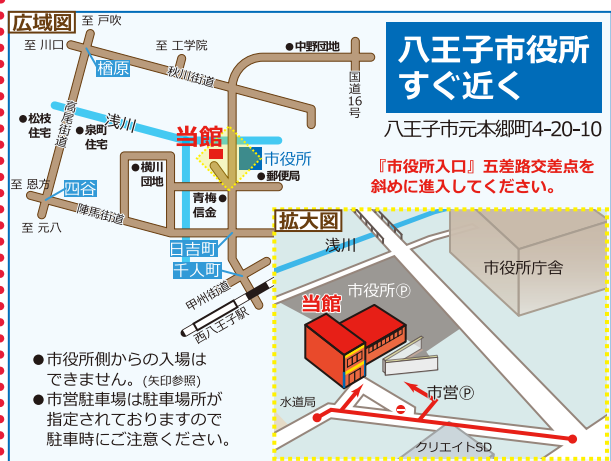 広域図
至 戸吹
至 川口
至 工学院
楢原
秋川街道
●中野団地
国道16号
高尾街道
●松枝住宅
●泉町住宅
浅川
当館
市役所
●郵便局
●横川団地
青梅信金●
至 恩方
四谷
陣馬街道
至 元八
日吉町
千人町
甲州街道
西八王子駅
八王子市役所
すぐ近く
八王子市元本郷町4-20-10
『市役所入口』五差路交差点を
斜めに進入してください。
拡大図
浅川
市役所庁舎
市役所Ⓟ
当館
市営Ⓟ
水道局
クリエイトSD
●市役所側からの入場は
できません。(矢印参照)
●市営駐車場は駐車場所が
指定されておりますので
駐車時にご注意ください。